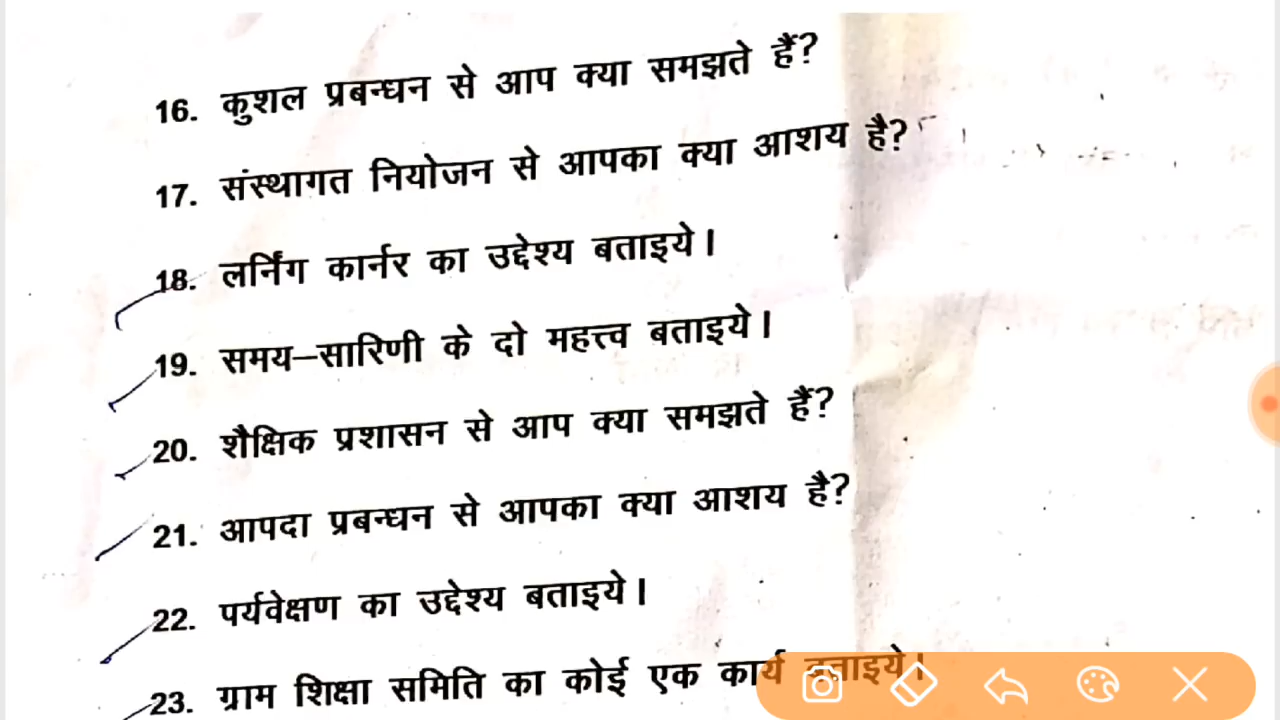 16. कुशल प्रबन्धन से आप क्या समझते हैं?
17. संस्थागत नियोजन से आपका क्या आशय है?
18. लर्निंग कार्नर का उद्देश्य बताइये।
19. समय–सारिणी के दो महत्त्व बताइये।
20. शैक्षिक प्रशासन से आप क्या समझते हैं?
21. आपदा प्रबन्धन से आपका क्या आशय है?
22. पर्यवेक्षण का उद्देश्य बताइये।
23. ग्राम शिक्षा समिति का कोई एक कार्य बताइये।